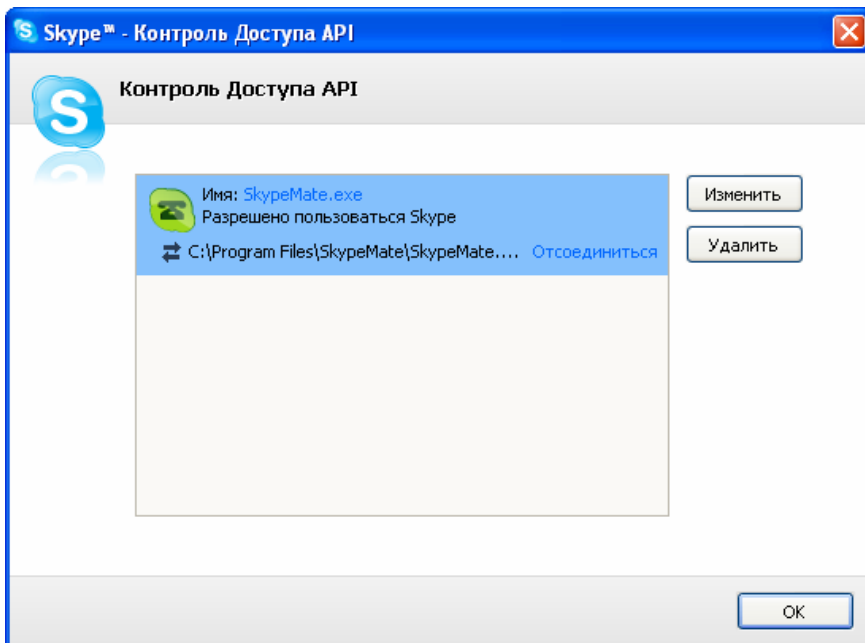 Skype™ - Контроль Доступа API
Контроль Доступа API
Имя: SkypeMate.exe
Разрешено пользоваться Skype
C:\Program Files\SkypeMate\SkypeMate.... Отсоединиться
Изменить
Удалить
OK